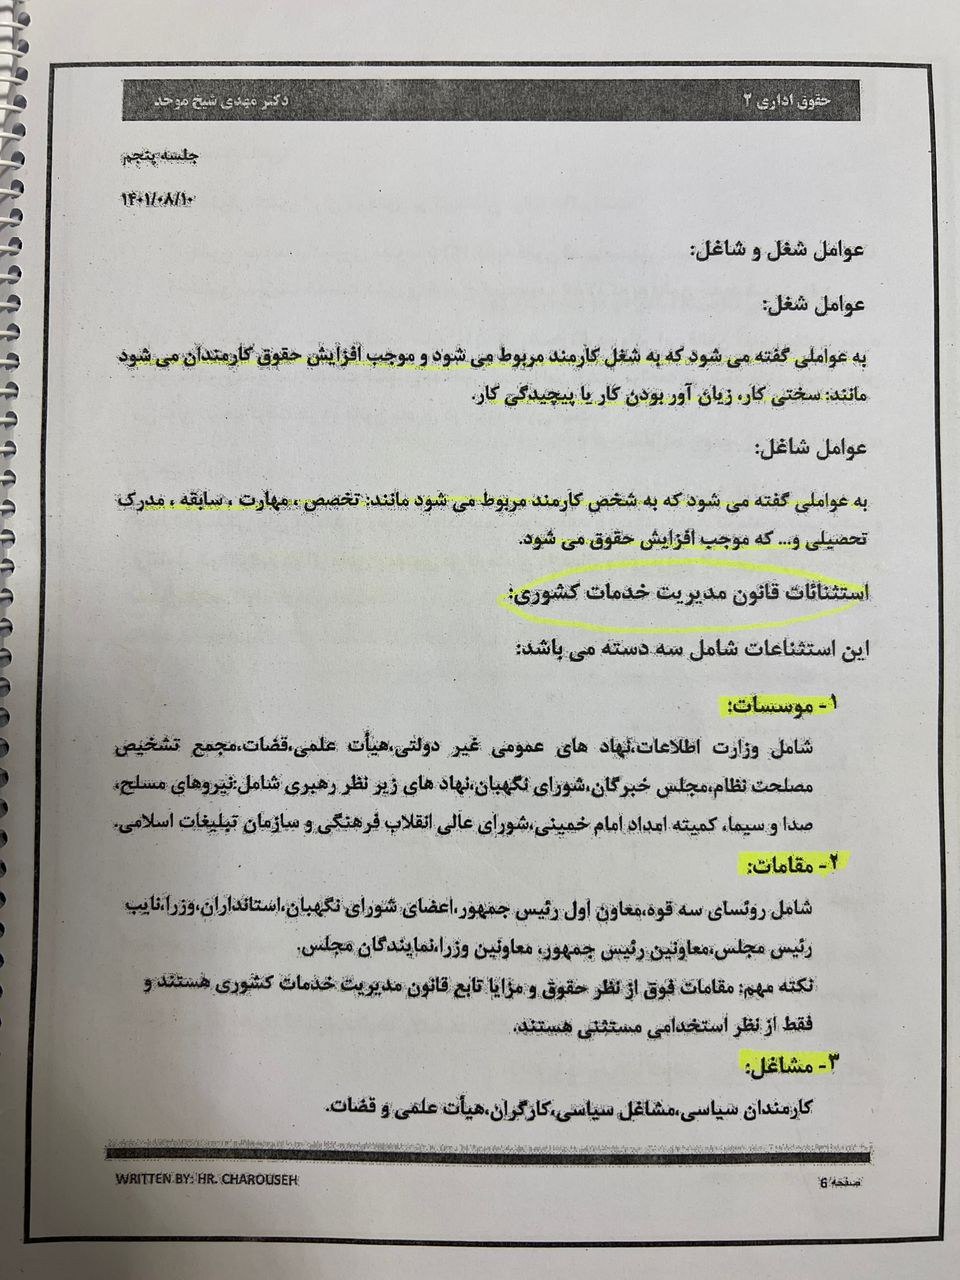 حقوق اداری ۲
دکتر مهدی شیخ موحد
جلسه پنجم
۱۴۰۱/۰۸/۱۰
عوامل شغل و شاغل:
عوامل شغل:
به عواملی گفته می شود که به شغل کارمند مربوط می شود و موجب افزایش حقوق کارمندان می شود
مانند: سختی کار، زیان آور بودن کار یا پیچیدگی کار.
عوامل شاغل:
به عواملی گفته می شود که به شخص کارمند مربوط می شود مانند: تخصص ، مهارت ، سابقه ، مدرک
تحصیلی و... که موجب افزایش حقوق می شود.
استثنائات قانون مدیریت خدمات کشوری:
این استثناعات شامل سه دسته می باشد:
۱- موسسات:
شامل وزارت اطلاعات،نهاد های عمومی غیر دولتی،هیأت علمی،قضات،مجمع تشخیص
مصلحت نظام،مجلس خبرگان،شورای نگهبان،نهاد های زیر نظر رهبری شامل:نیروهای مسلح،
صدا و سیما، کمیته امداد امام خمینی،شورای عالی انقلاب فرهنگی و سازمان تبلیغات اسلامی.
۲- مقامات:
شامل روئسای سه قوه،معاون اول رئیس جمهور،اعضای شورای نگهبان،استانداران،وزرا،نایب
رئیس مجلس،معاونین رئیس جمهور، معاونین وزرا،نمایندگان مجلس.
نکته مهم: مقامات فوق از نظر حقوق و مزایا تابع قانون مدیریت خدمات کشوری هستند و
فقط از نظر استخدامی مستثنی هستند.
۳- مشاغل:
کارمندان سیاسی،مشاغل سیاسی،کارگران،هیأت علمی و قضات.
صفحه 6
WRITTEN BY: HR. CHAROUSEH